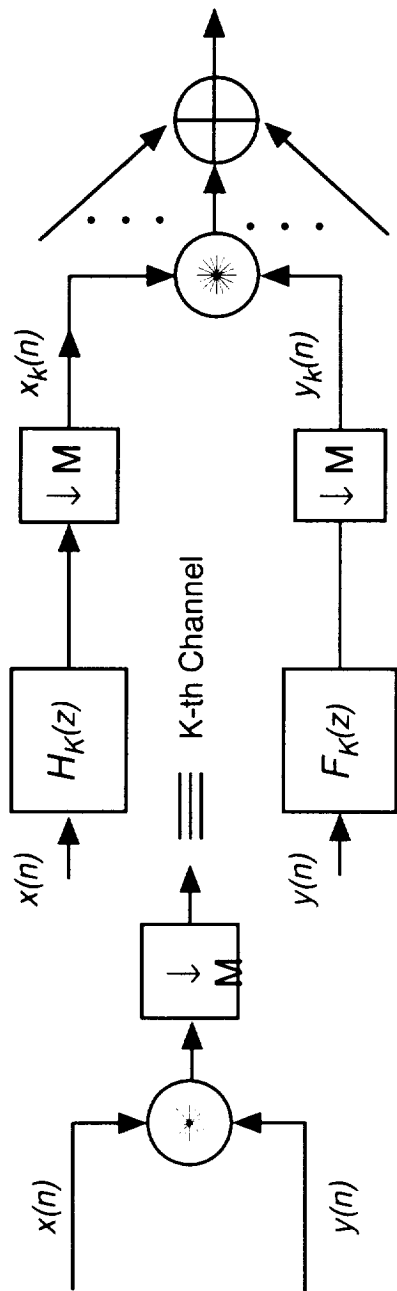 x(n)
y(n)
↓ M
K-th Channel
x(n)
H_K(z)
↓ M
x_k(n)
y(n)
F_K(z)
↓ M
y_k(n)